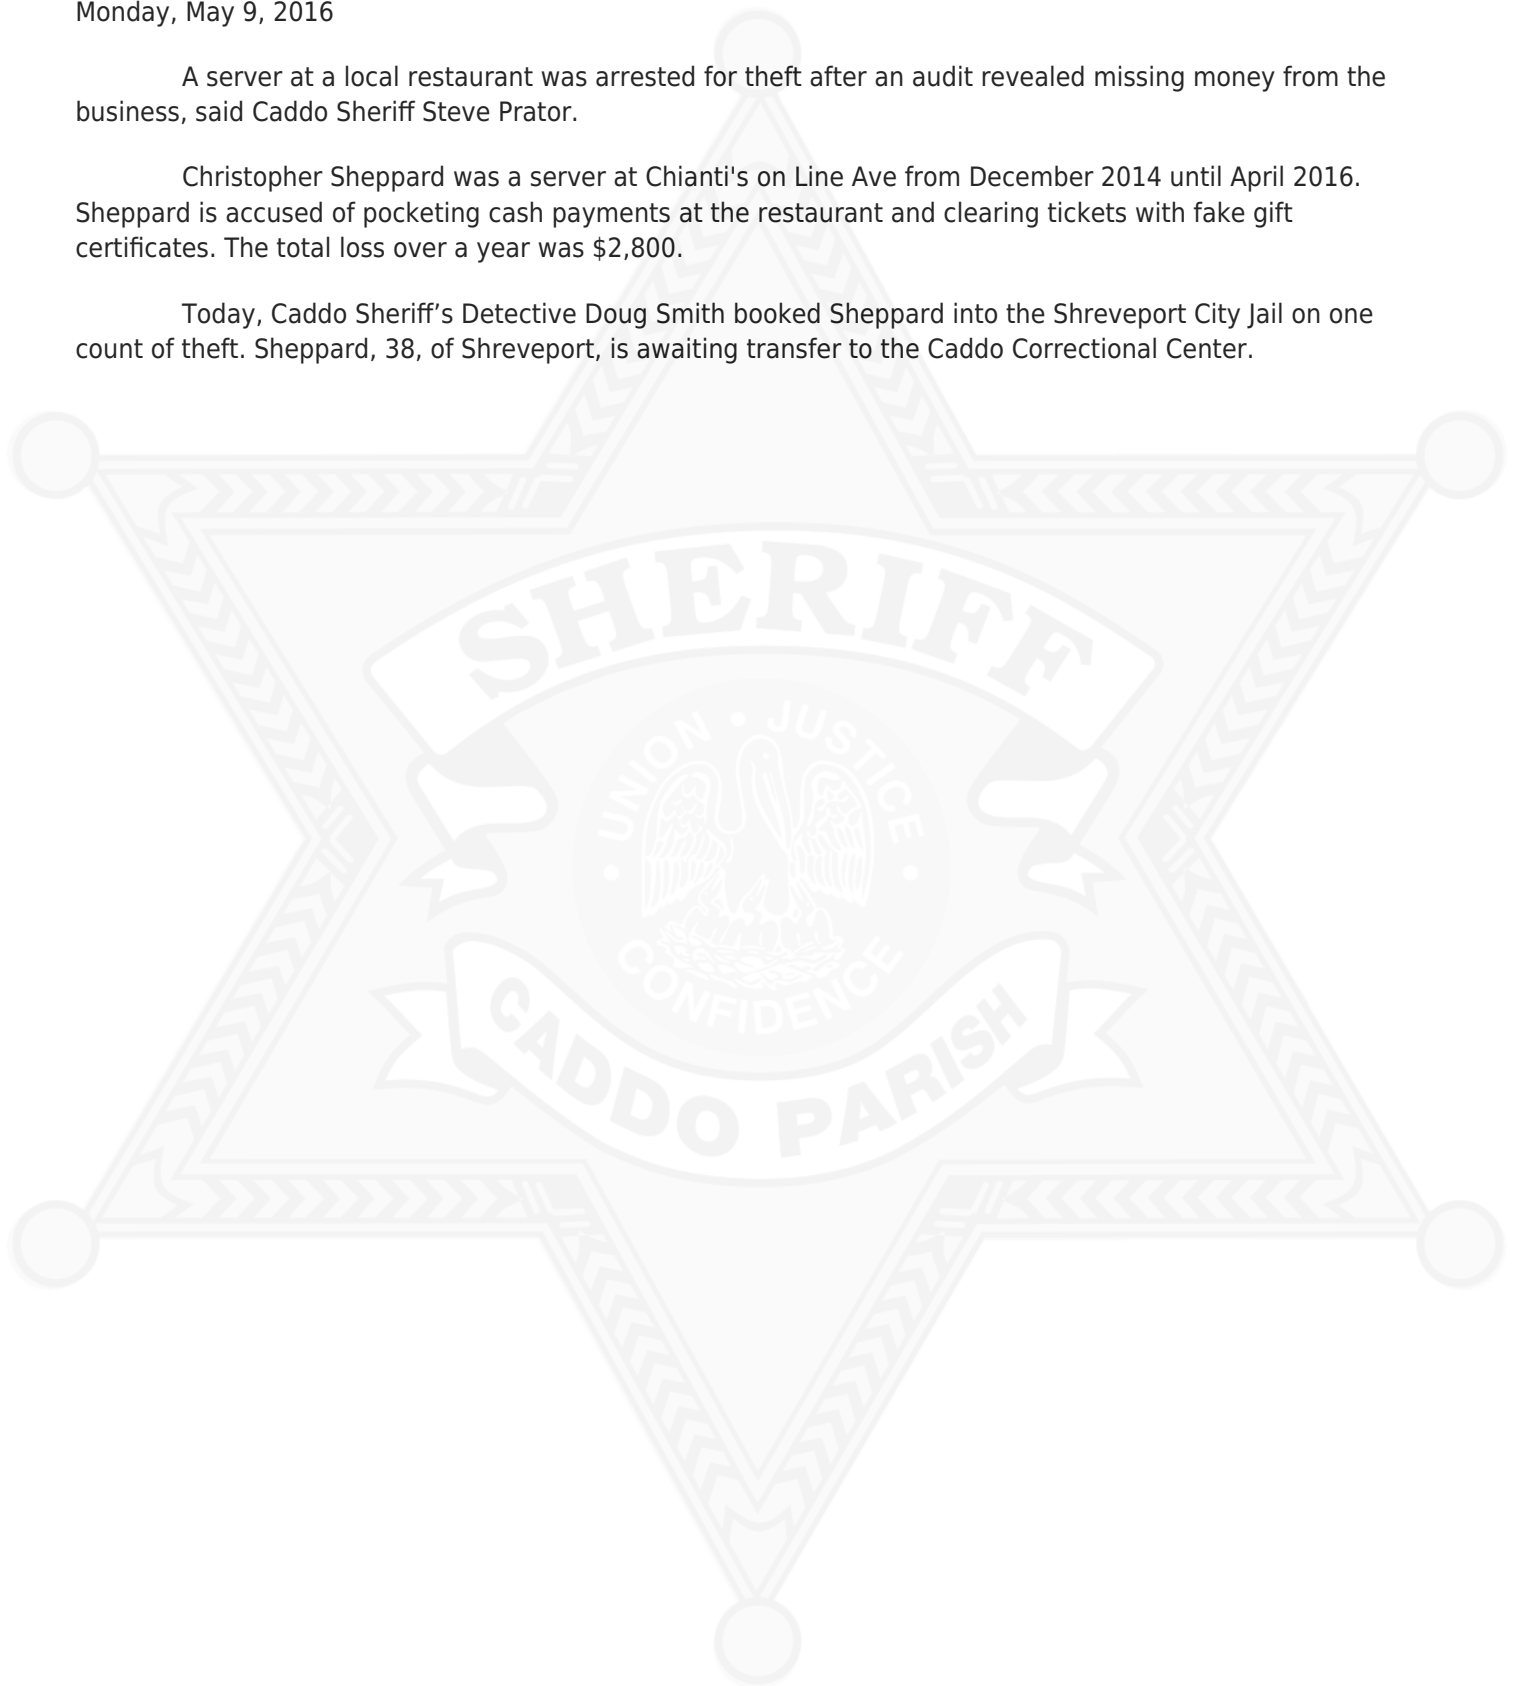 Monday, May 9, 2016
A server at a local restaurant was arrested for theft after an audit revealed missing money from the
business, said Caddo Sheriff Steve Prator.
Christopher Sheppard was a server at Chianti's on Line Ave from December 2014 until April 2016.
Sheppard is accused of pocketing cash payments at the restaurant and clearing tickets with fake gift
certificates. The total loss over a year was $2,800.
Today, Caddo Sheriff’s Detective Doug Smith booked Sheppard into the Shreveport City Jail on one
count of theft. Sheppard, 38, of Shreveport, is awaiting transfer to the Caddo Correctional Center.
SHERIFF
UNION • JUSTICE
• CONFIDENCE •
CADDO PARISH